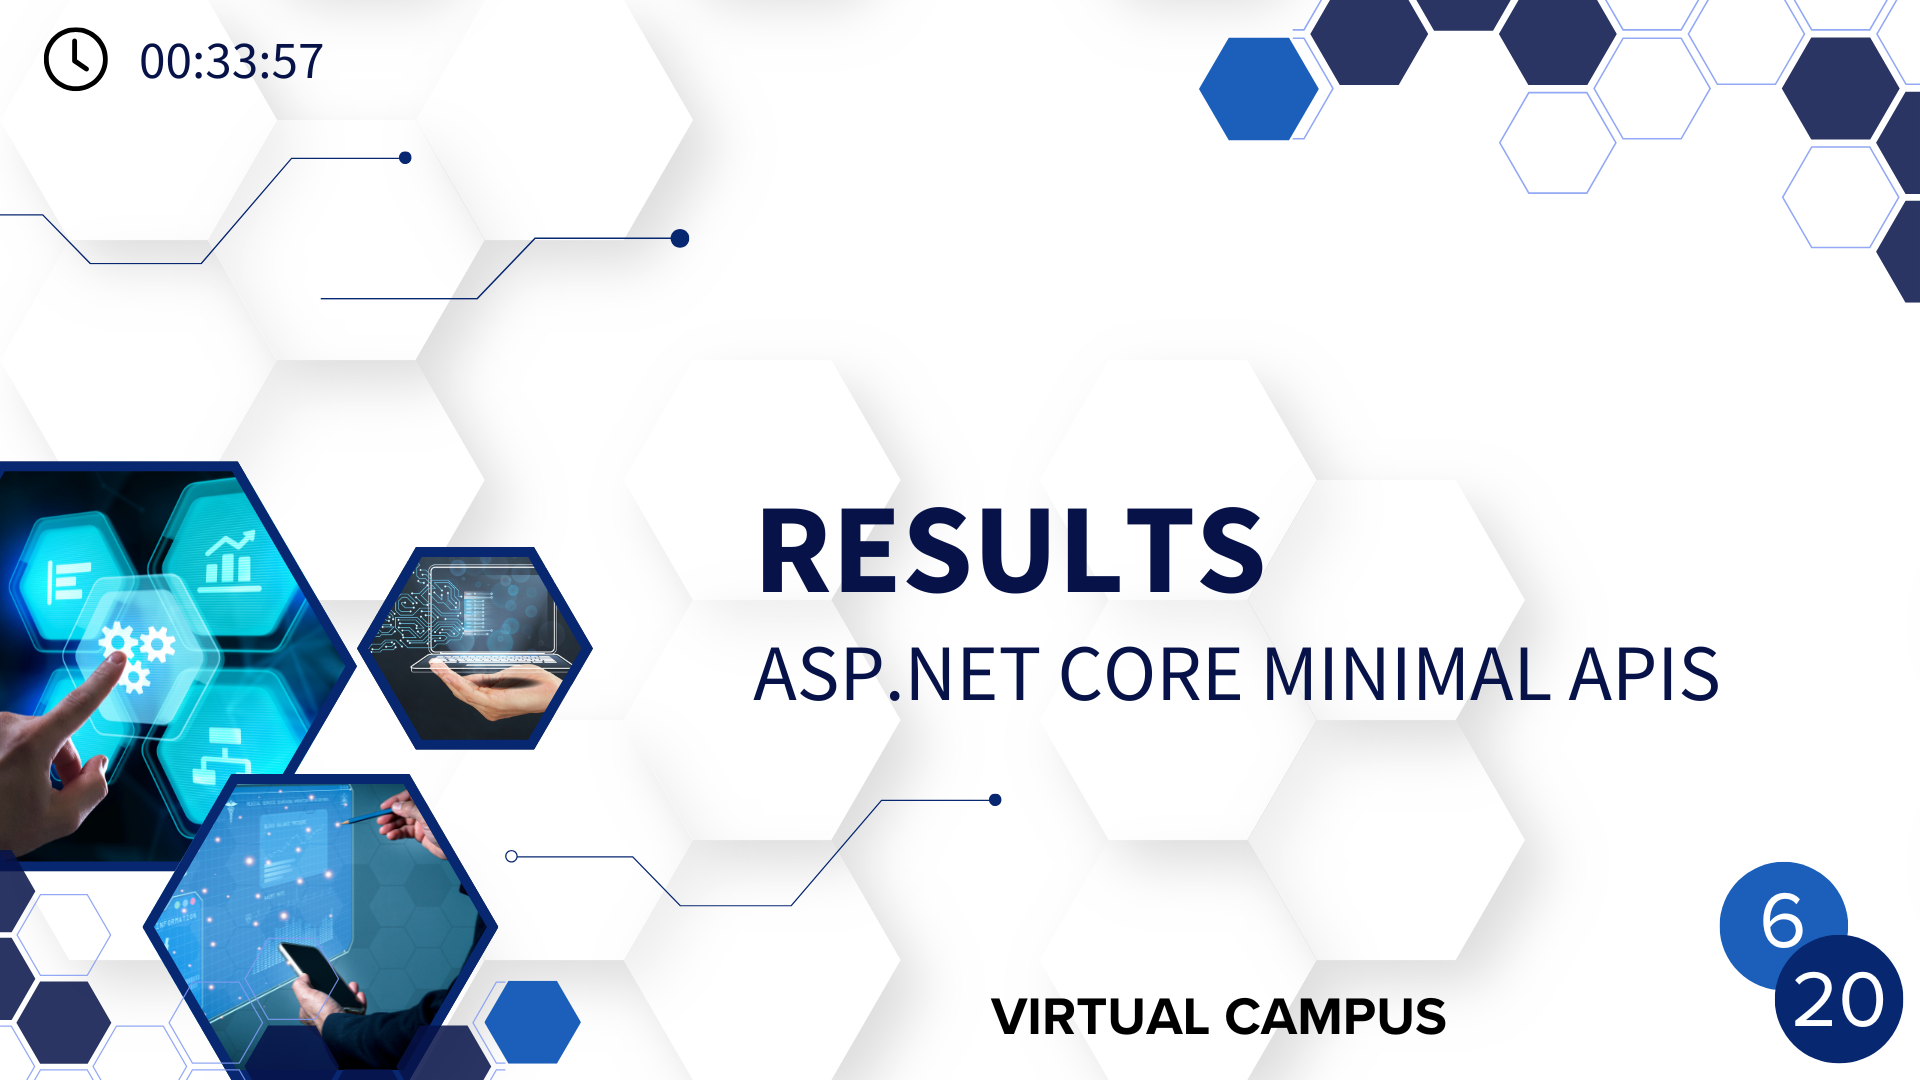 00:33:57
RESULTS
ASP.NET CORE MINIMAL APIS
6
20
VIRTUAL CAMPUS